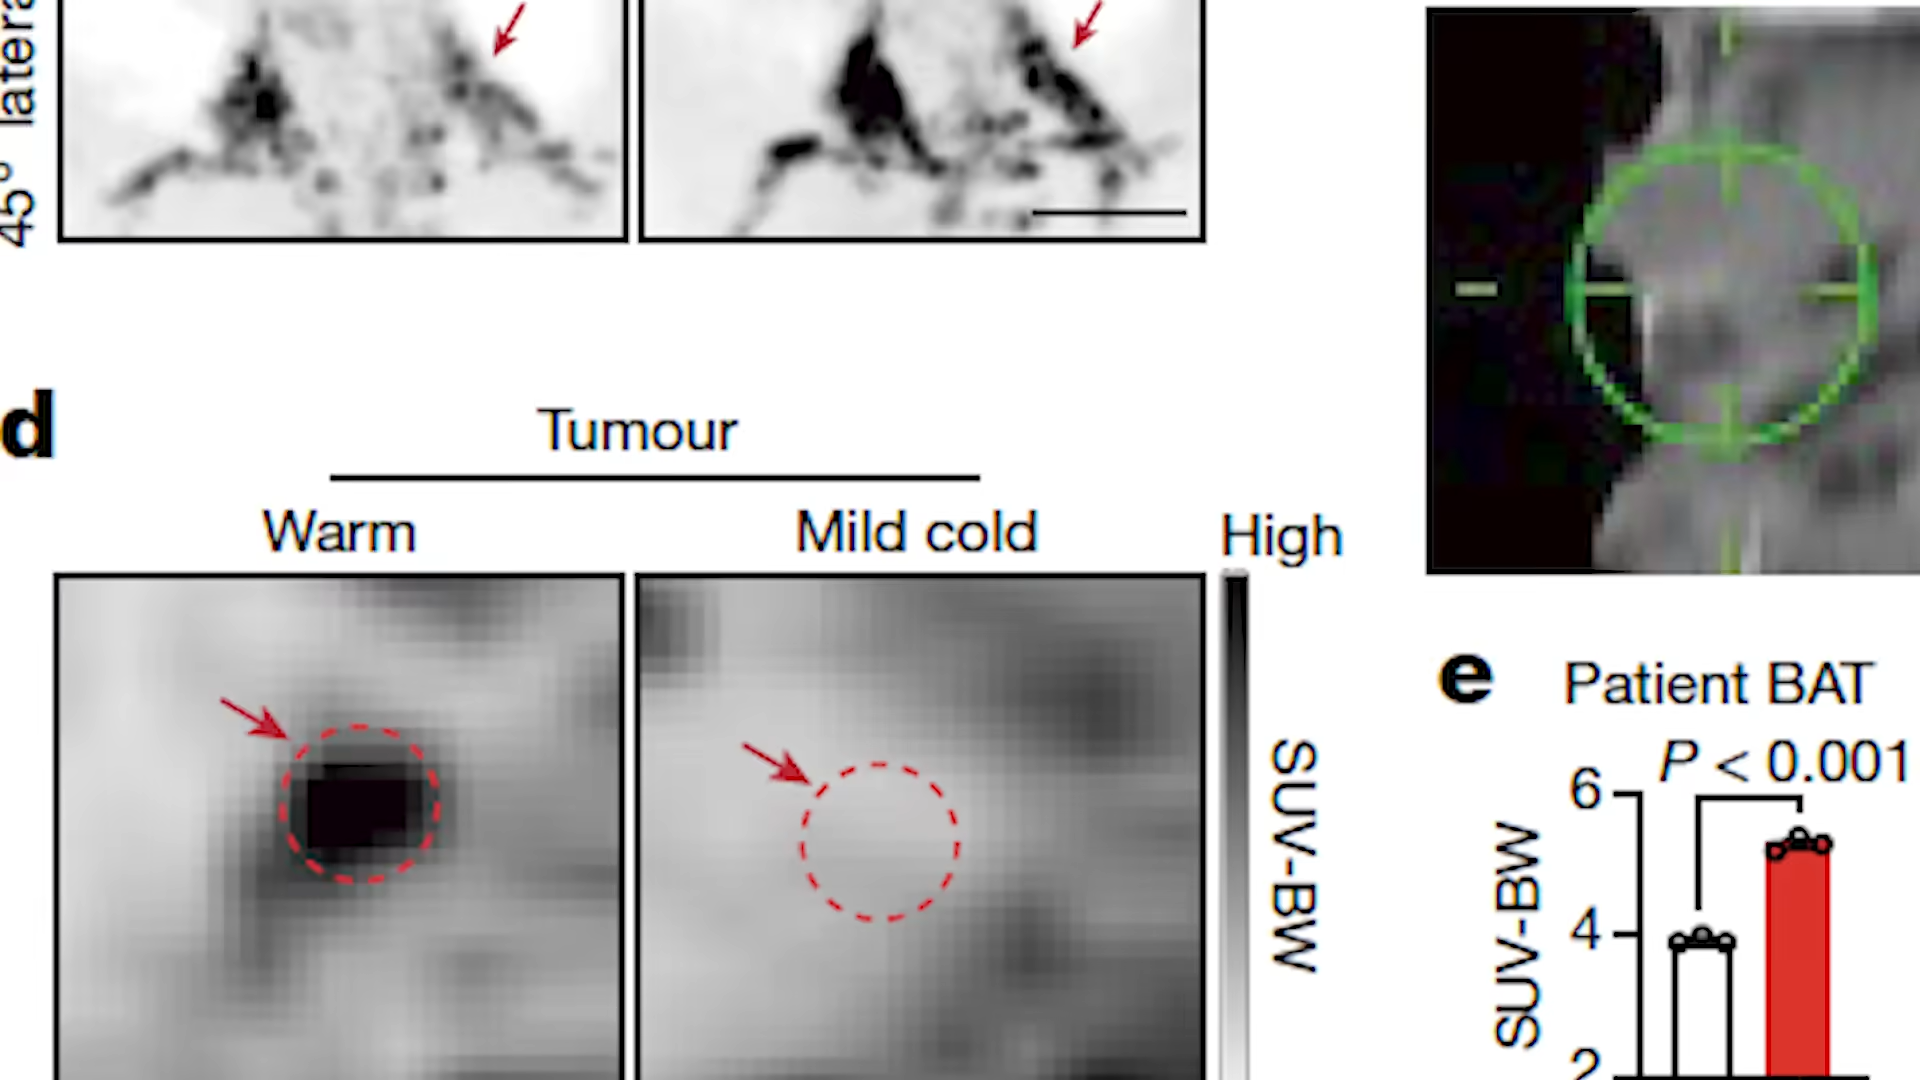 45° latera
d
Tumour
Warm
Mild cold
High
SUV-BW
e
Patient BAT
P < 0.001
SUV-BW
6
4
2